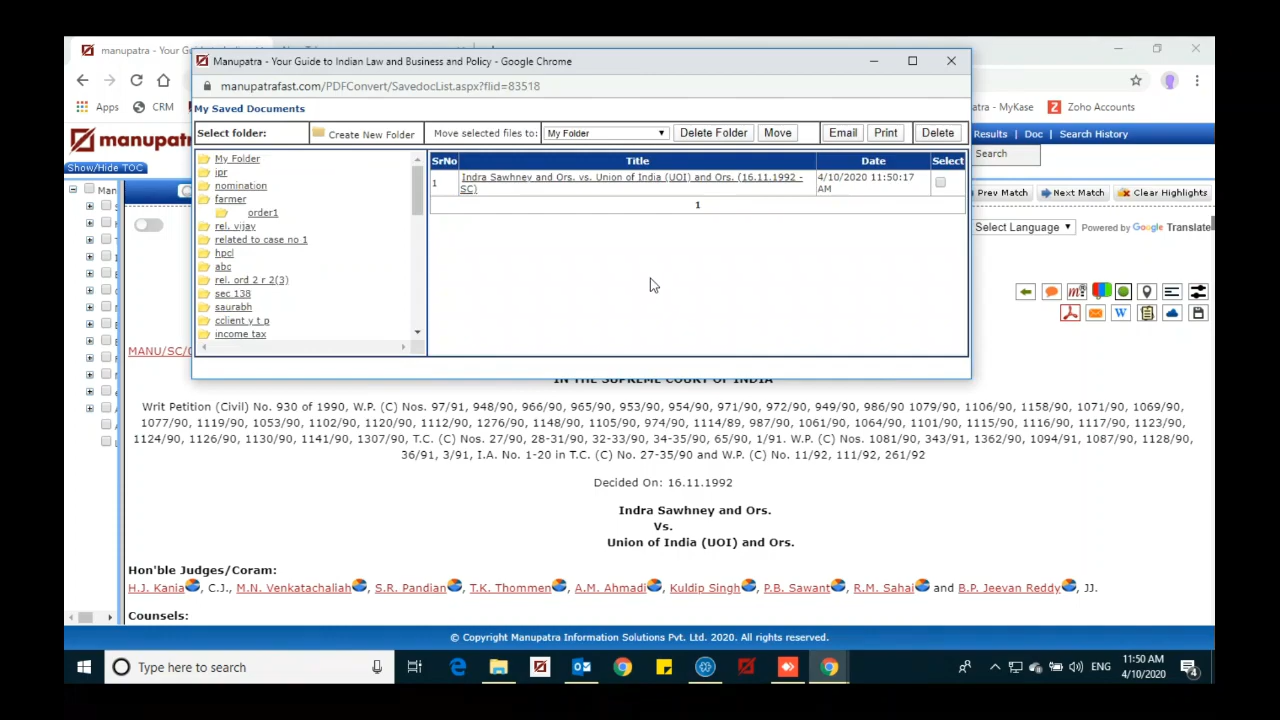 manupatra - Your G
Manupatra - Your Guide to Indian Law and Business and Policy - Google Chrome
manupatrafast.com/PDFConvert/SavedocList.aspx?flid=83518
Apps
CRM
tra - MyKase
Zoho Accounts
My Saved Documents
manupatr
Select folder:
Create New Folder
Move selected files to:
My Folder
Delete Folder
Move
Email
Print
Delete
Results | Doc | Search History
Search
Show/Hide TOC
My Folder
ipr
nomination
farmer
order1
rel. vijay
related to case no 1
hpcl
abc
rel. ord 2 r 2(3)
sec 138
saurabh
cclient y t p
income tax
SrNo
Title
Date
Select
1
Indra Sawhney and Ors. vs. Union of India (UOI) and Ors. (16.11.1992 -
SC)
4/10/2020 11:50:17
AM
1
Man
Prev Match
Next Match
Clear Highlights
Select Language
Powered by Google Translate
MANU/SC/
IN THE SUPREME COURT OF INDIA
Writ Petition (Civil) No. 930 of 1990, W.P. (C) Nos. 97/91, 948/90, 966/90, 965/90, 953/90, 954/90, 971/90, 972/90, 949/90, 986/90 1079/90, 1106/90, 1158/90, 1071/90, 1069/90,
1077/90, 1119/90, 1053/90, 1102/90, 1120/90, 1112/90, 1276/90, 1148/90, 1105/90, 974/90, 1114/89, 987/90, 1061/90, 1064/90, 1101/90, 1115/90, 1116/90, 1117/90, 1123/90,
1124/90, 1126/90, 1130/90, 1141/90, 1307/90, T.C. (C) Nos. 27/90, 28-31/90, 32-33/90, 34-35/90, 65/90, 1/91. W.P. (C) Nos. 1081/90, 343/91, 1362/90, 1094/91, 1087/90, 1128/90,
36/91, 3/91, I.A. No. 1-20 in T.C. (C) No. 27-35/90 and W.P. (C) No. 11/92, 111/92, 261/92
Decided On: 16.11.1992
Indra Sawhney and Ors.
Vs.
Union of India (UOI) and Ors.
Hon'ble Judges/Coram:
H.J. Kania, C.J., M.N. Venkatachaliah, S.R. Pandian, T.K. Thommen, A.M. Ahmadi, Kuldip Singh, P.B. Sawant, R.M. Sahai and B.P. Jeevan Reddy, JJ.
Counsels:
© Copyright Manupatra Information Solutions Pvt. Ltd. 2020. All rights reserved.
Type here to search
ENG
11:50 AM
4/10/2020
4